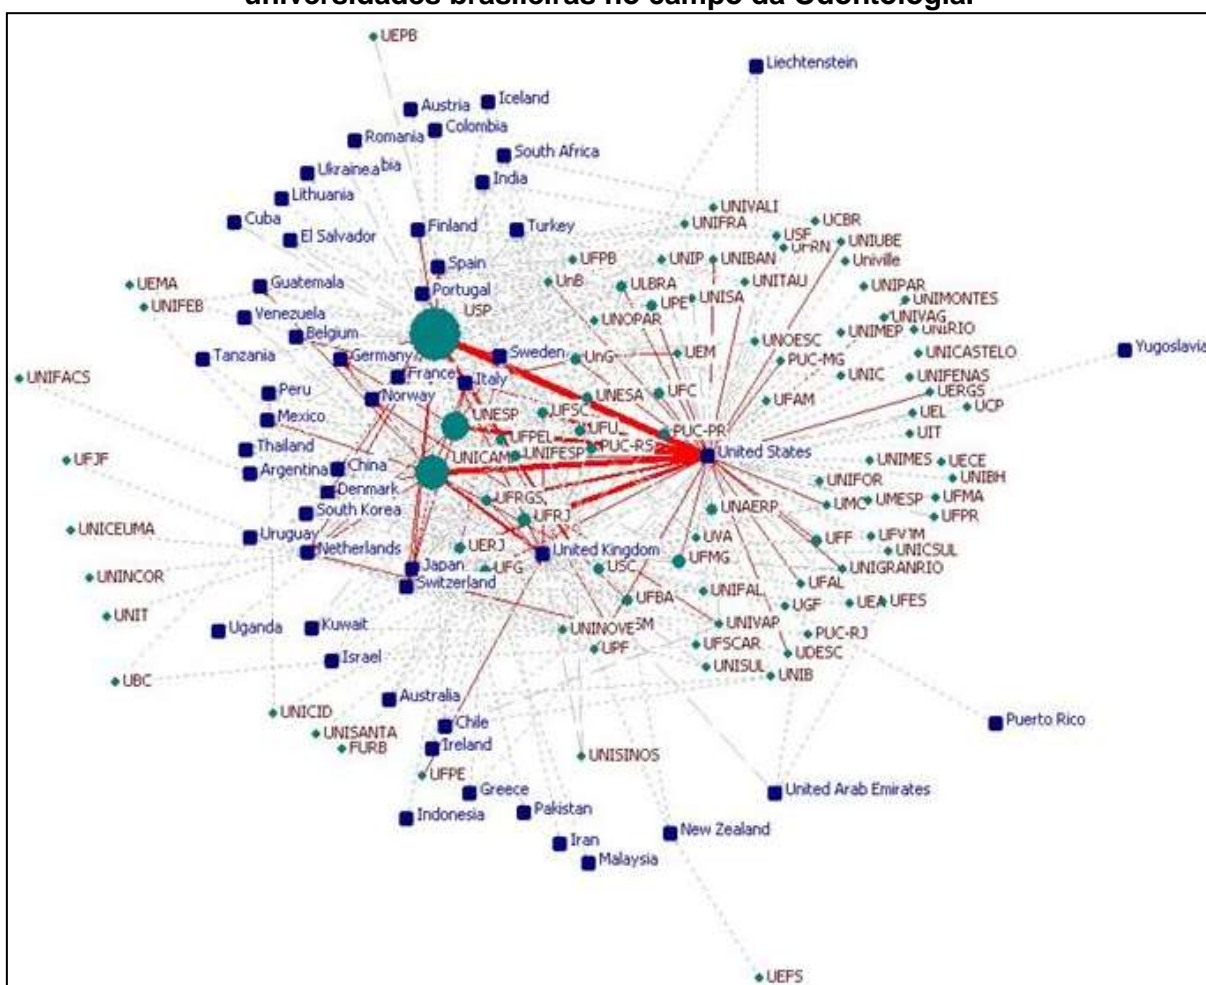 universidades brasileiras no campo da Odontologia.
UEPB
Liechtenstein
Austria
Iceland
Colombia
Romania
South Africa
Ukraine
India
Lithuania
UNIVALI
Cuba
Finland
Turkey
UNIFRA
UCBR
El Salvador
USF
UFRN
UNIUBE
Spain
UFPB
UNIP
UNIBAN
Univille
UEMA
Guatemala
Portugal
UnB
ULBRA
UNITAU
UNIPAR
UNIFEB
USP
UPE
UNISA
UNIMONTES
Venezuela
UNOPAR
UNIVAG
Belgium
UNIMEP
UNIRIO
Tanzania
Germany
Sweden
UnG
UEM
UNOESC
UNICASTELO
Yugoslavia
UNIFACS
France
Italy
PUC-MG
UNIC
UNIFENAS
Peru
Norway
UNESA
UFC
UERGS
Mexico
UNESP
UFSC
UFAM
UEL
UCP
Thailand
UFPEL
UFU
PUC-PR
UIT
UFJF
Argentina
China
UNICAM
UNIFESP
PUC-RS
United States
UNIMES
UECE
Denmark
UNIFOR
UNIBH
South Korea
UFRGS
UNAERP
UMC
UMESP
UFMA
UNICEUMA
UFRJ
UFPR
Uruguay
UVA
UFF
UFVJM
Netherlands
UERJ
United Kingdom
UFMG
UNICSUL
UNINCOR
Japan
UFG
USC
UNIGRANRIO
Switzerland
UNIFAL
UFAL
UNIT
UFBA
UGF
UEA
UFES
Uganda
Kuwait
UNINOVE
SM
UNIVAP
PUC-RJ
Israel
UPF
UFSCAR
UDESC
UBC
UNISUL
UNIB
Australia
UNICID
Chile
Puerto Rico
UNISANTA
FURB
Ireland
UNISINOS
UFPE
Greece
United Arab Emirates
Indonesia
Pakistan
New Zealand
Iran
Malaysia
UEFS